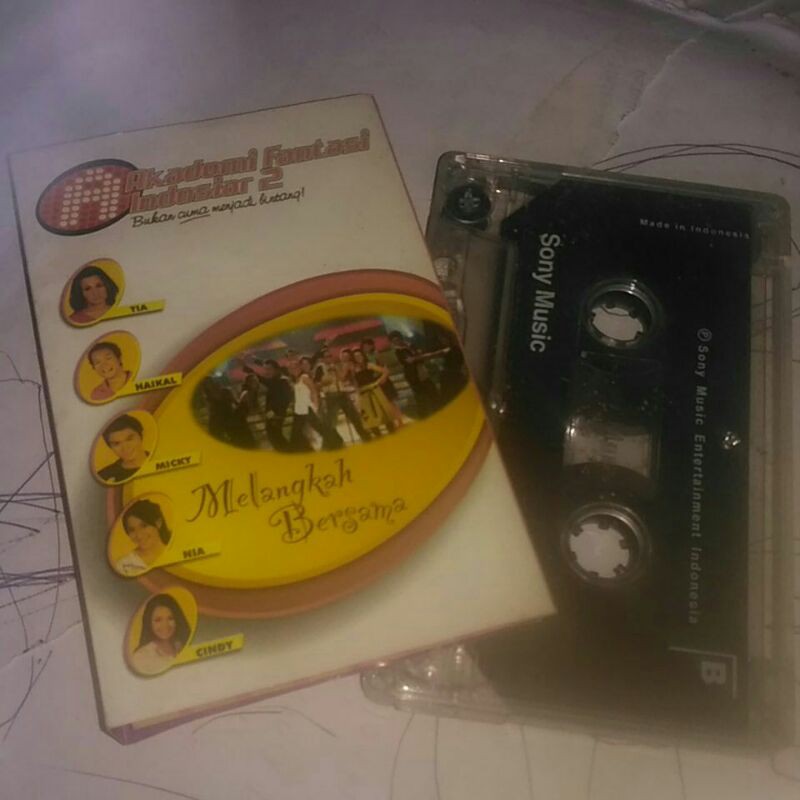 Akademi Fantasi
Indosiar 2
Bukan cuma menjadi bintang!
TIA
HAIKAL
MICKY
NIA
CINDY
Melangkah
Bersama
Made in Indonesia
Sony Music
℗ Sony Music Entertainment Indonesia
B